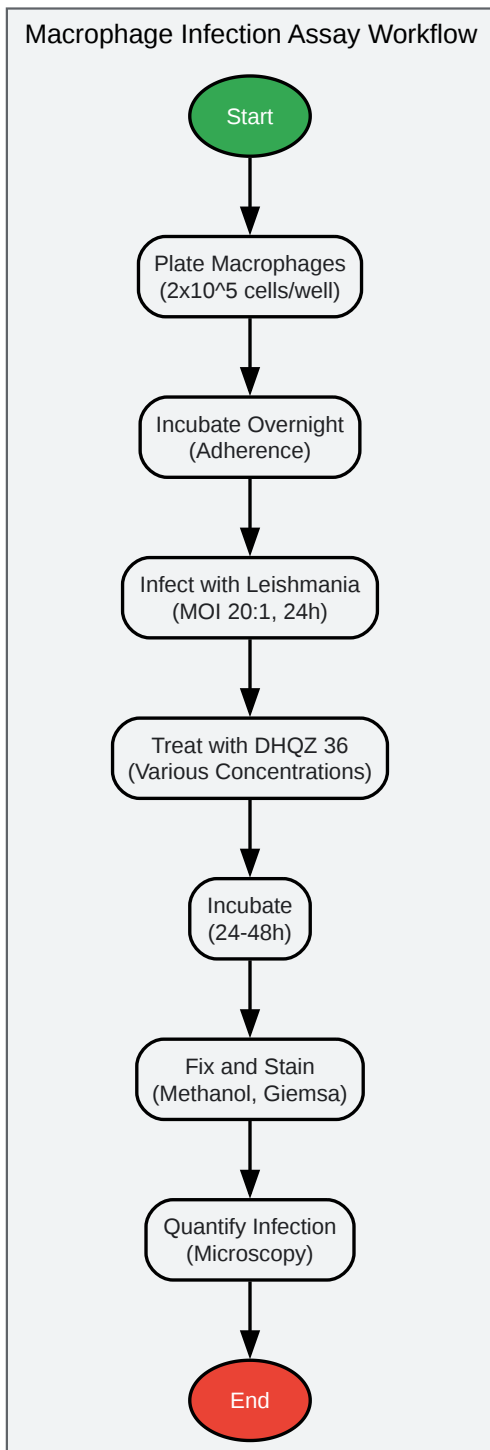 Macrophage Infection Assay Workflow
Start
Plate Macrophages
(2x10^5 cells/well)
Incubate Overnight
(Adherence)
Infect with Leishmania
(MOI 20:1, 24h)
Treat with DHQZ 36
(Various Concentrations)
Incubate
(24-48h)
Fix and Stain
(Methanol, Giemsa)
Quantify Infection
(Microscopy)
End